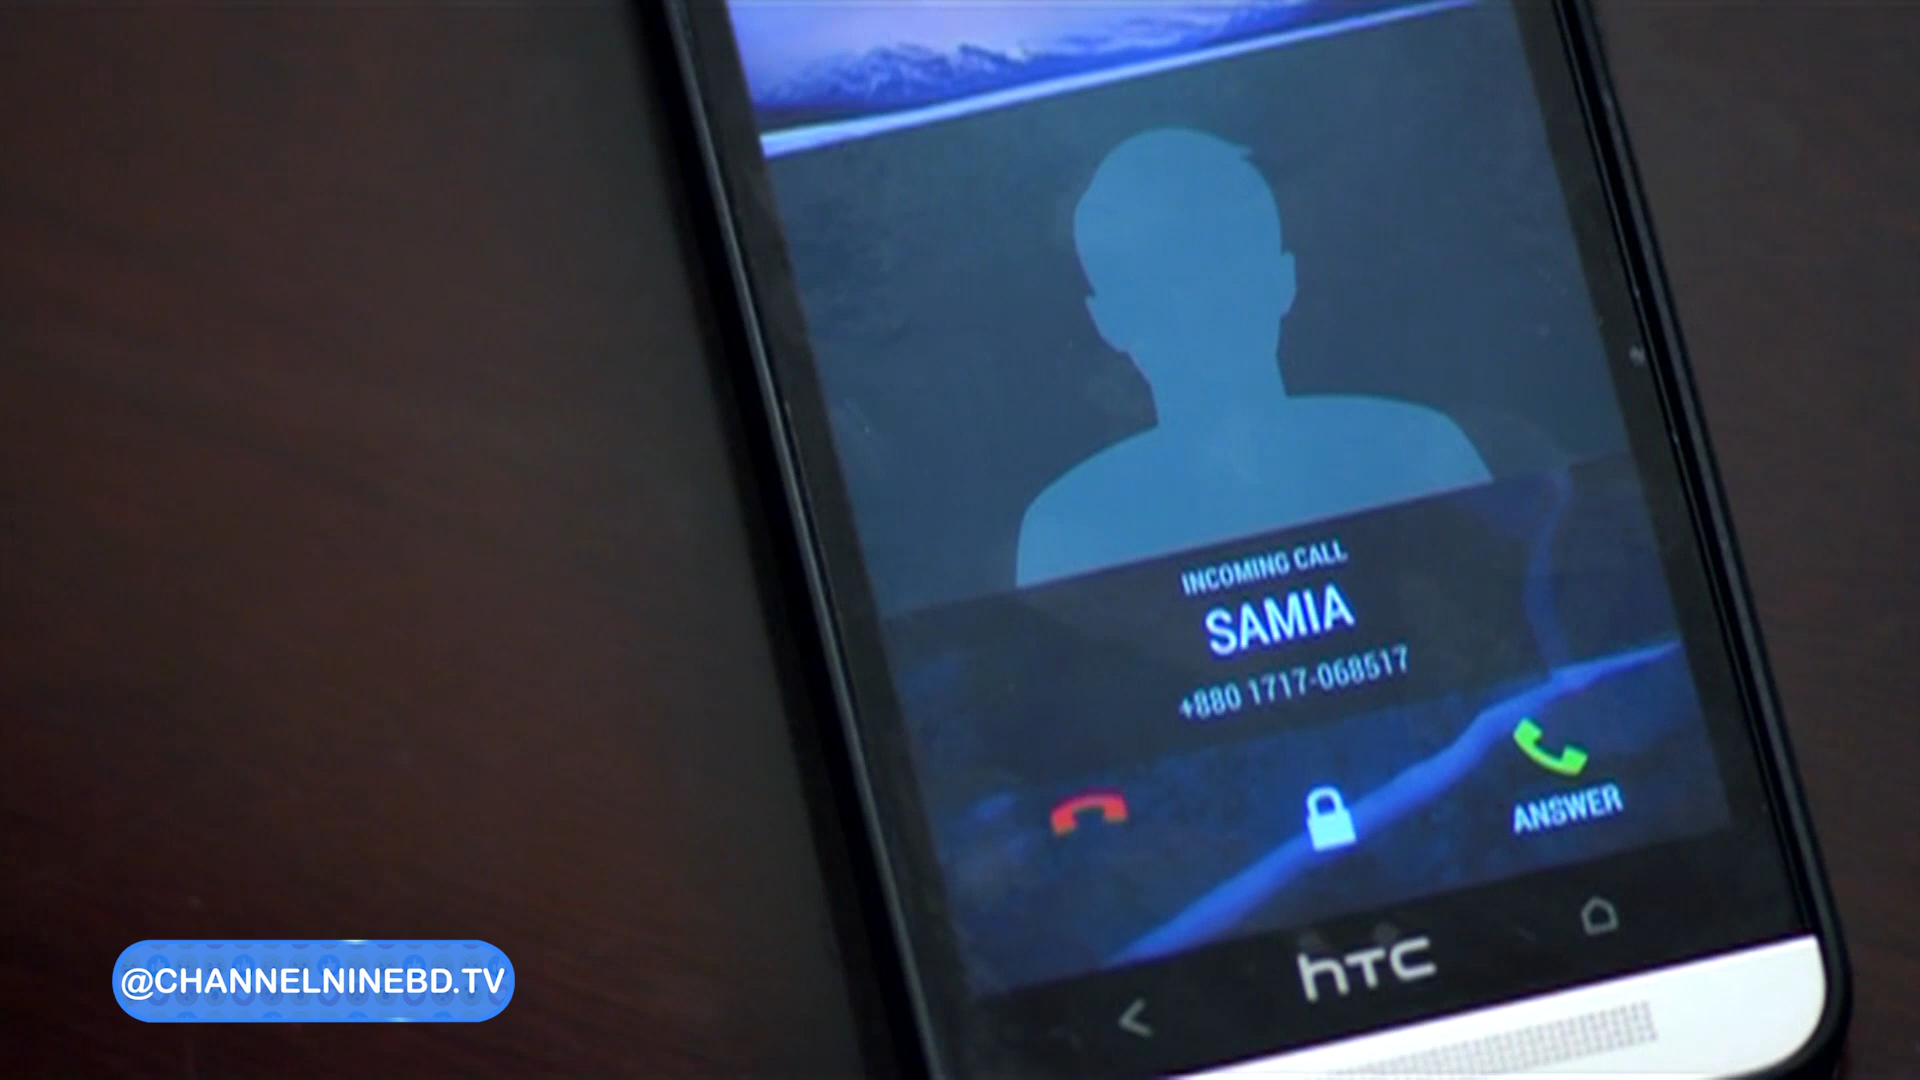 INCOMING CALL
SAMIA
+880 1717-068517
ANSWER
hTC
@CHANNELNINEBD.TV